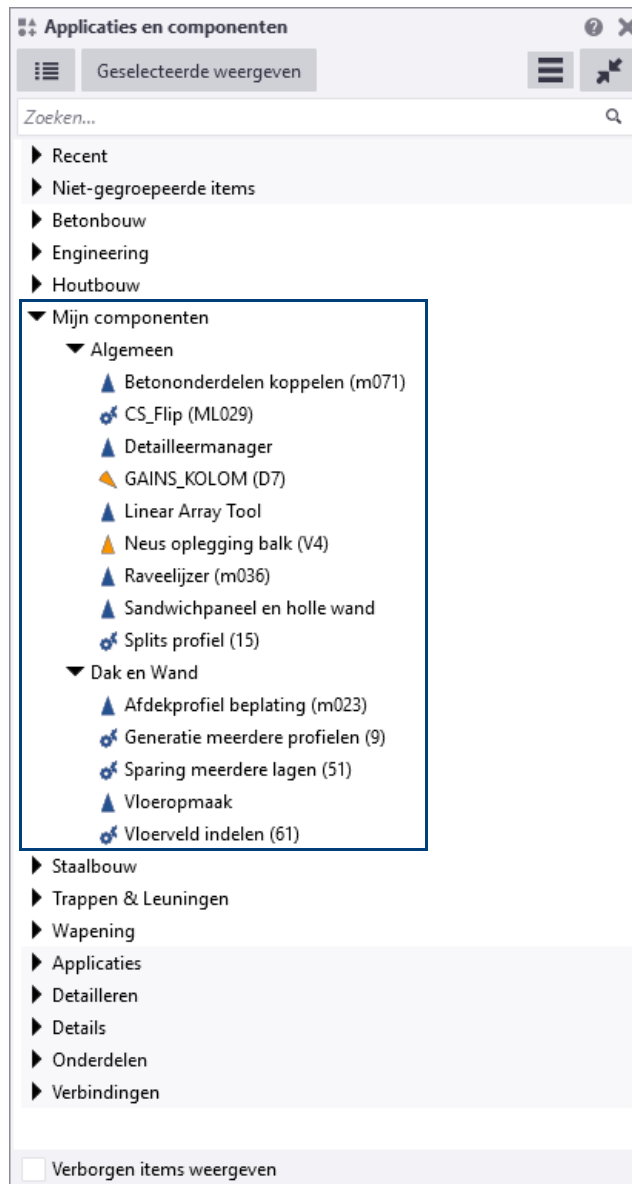 Applicaties en componenten
Geselecteerde weergeven
Zoeken...
Recent
Niet-gegroepeerde items
Betonbouw
Engineering
Houtbouw
Mijn componenten
Algemeen
Betononderdelen koppelen (m071)
CS_Flip (ML029)
Detailleermanager
GAINS_KOLOM (D7)
Linear Array Tool
Neus oplegging balk (V4)
Raveelijzer (m036)
Sandwichpaneel en holle wand
Splits profiel (15)
Dak en Wand
Afdekprofiel beplating (m023)
Generatie meerdere profielen (9)
Sparing meerdere lagen (51)
Vloeropmaak
Vloerveld indelen (61)
Staalbouw
Trappen & Leuningen
Wapening
Applicaties
Detailleren
Details
Onderdelen
Verbindingen
Verborgen items weergeven